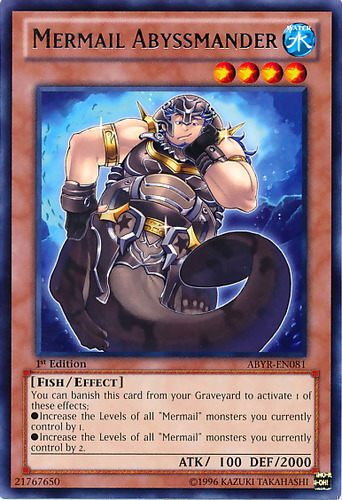 MERMAIL ABYSSMANDER
WATER
水
1st Edition
ABYR-EN081
[FISH/EFFECT]
You can banish this card from your Graveyard to activate 1 of
these effects;
●Increase the Levels of all "Mermail" monsters you currently
control by 1.
●Increase the Levels of all "Mermail" monsters you currently
control by 2.
ATK/ 100 DEF/2000
21767650
©1996 KAZUKI TAKAHASHI